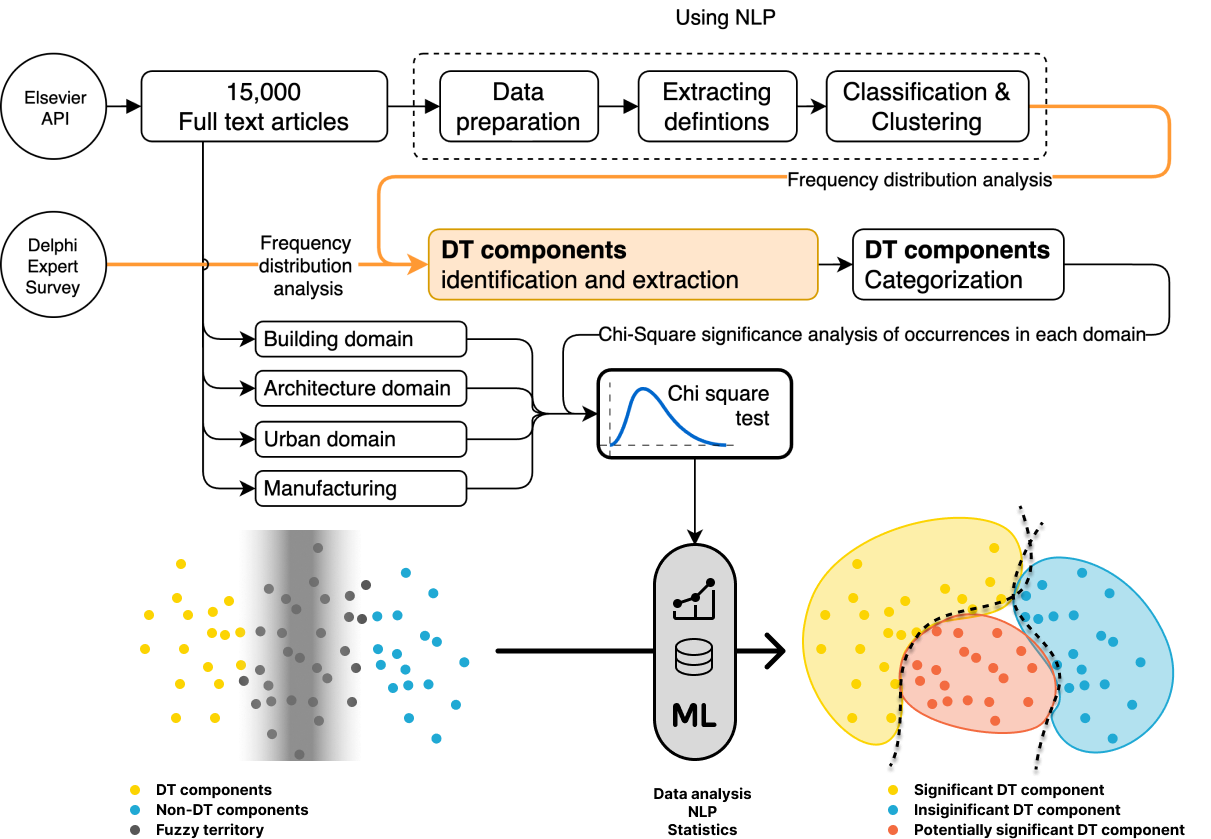 Using NLP
Elsevier
API
15,000
Full text articles
Data
preparation
Extracting
defintions
Classification &
Clustering
Frequency distribution analysis
Delphi
Expert
Survey
Frequency
distribution
analysis
DT components
identification and extraction
DT components
Categorization
Chi-Square significance analysis of occurrences in each domain
Building domain
Architecture domain
Urban domain
Manufacturing
Chi square
test
ML
DT components
Non-DT components
Fuzzy territory
Data analysis
NLP
Statistics
Significant DT component
Insiginificant DT component
Potentially significant DT component